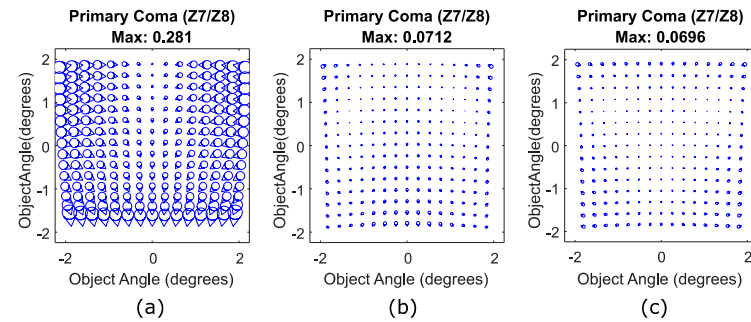 Primary Coma (Z7/Z8)
Max: 0.281
ObjectAngle(degrees)
2
1
0
-1
-2
-2
0
2
Object Angle (degrees)
(a)
Primary Coma (Z7/Z8)
Max: 0.0712
ObjectAngle(degrees)
2
1
0
-1
-2
-2
0
2
Object Angle (degrees)
(b)
Primary Coma (Z7/Z8)
Max: 0.0696
ObjectAngle(degrees)
2
1
0
-1
-2
-2
0
2
Object Angle (degrees)
(c)